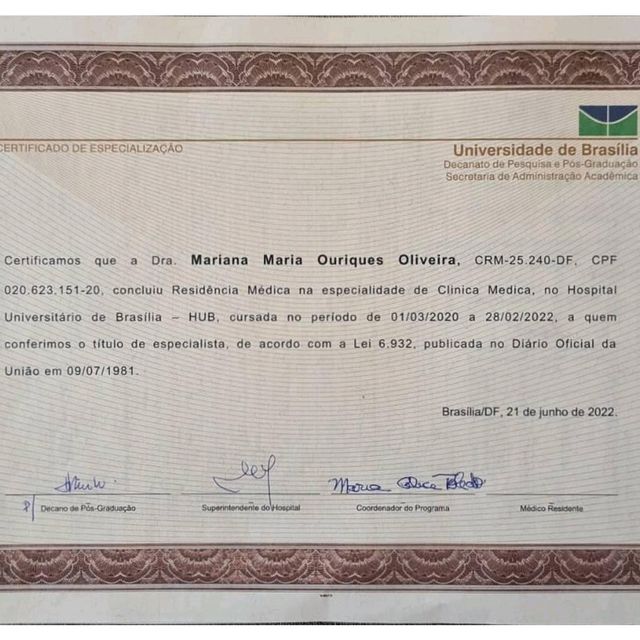 CERTIFICADO DE ESPECIALIZAÇÃO
Universidade de Brasília
Decanato de Pesquisa e Pós-Graduação
Secretaria de Administração Acadêmica
Certificamos que a Dra. Mariana Maria Ouriques Oliveira, CRM-25.240-DF, CPF
020.623.151-20, concluiu Residência Médica na especialidade de Clinica Medica, no Hospital
Universitário de Brasília – HUB, cursada no período de 01/03/2020 a 28/02/2022, a quem
conferimos o título de especialista, de acordo com a Lei 6.932, publicada no Diário Oficial da
União em 09/07/1981.
Brasília/DF, 21 de junho de 2022.
Maria
Decano de Pós-Graduação
Superintendente do Hospital
Coordenador do Programa
Médico Residente